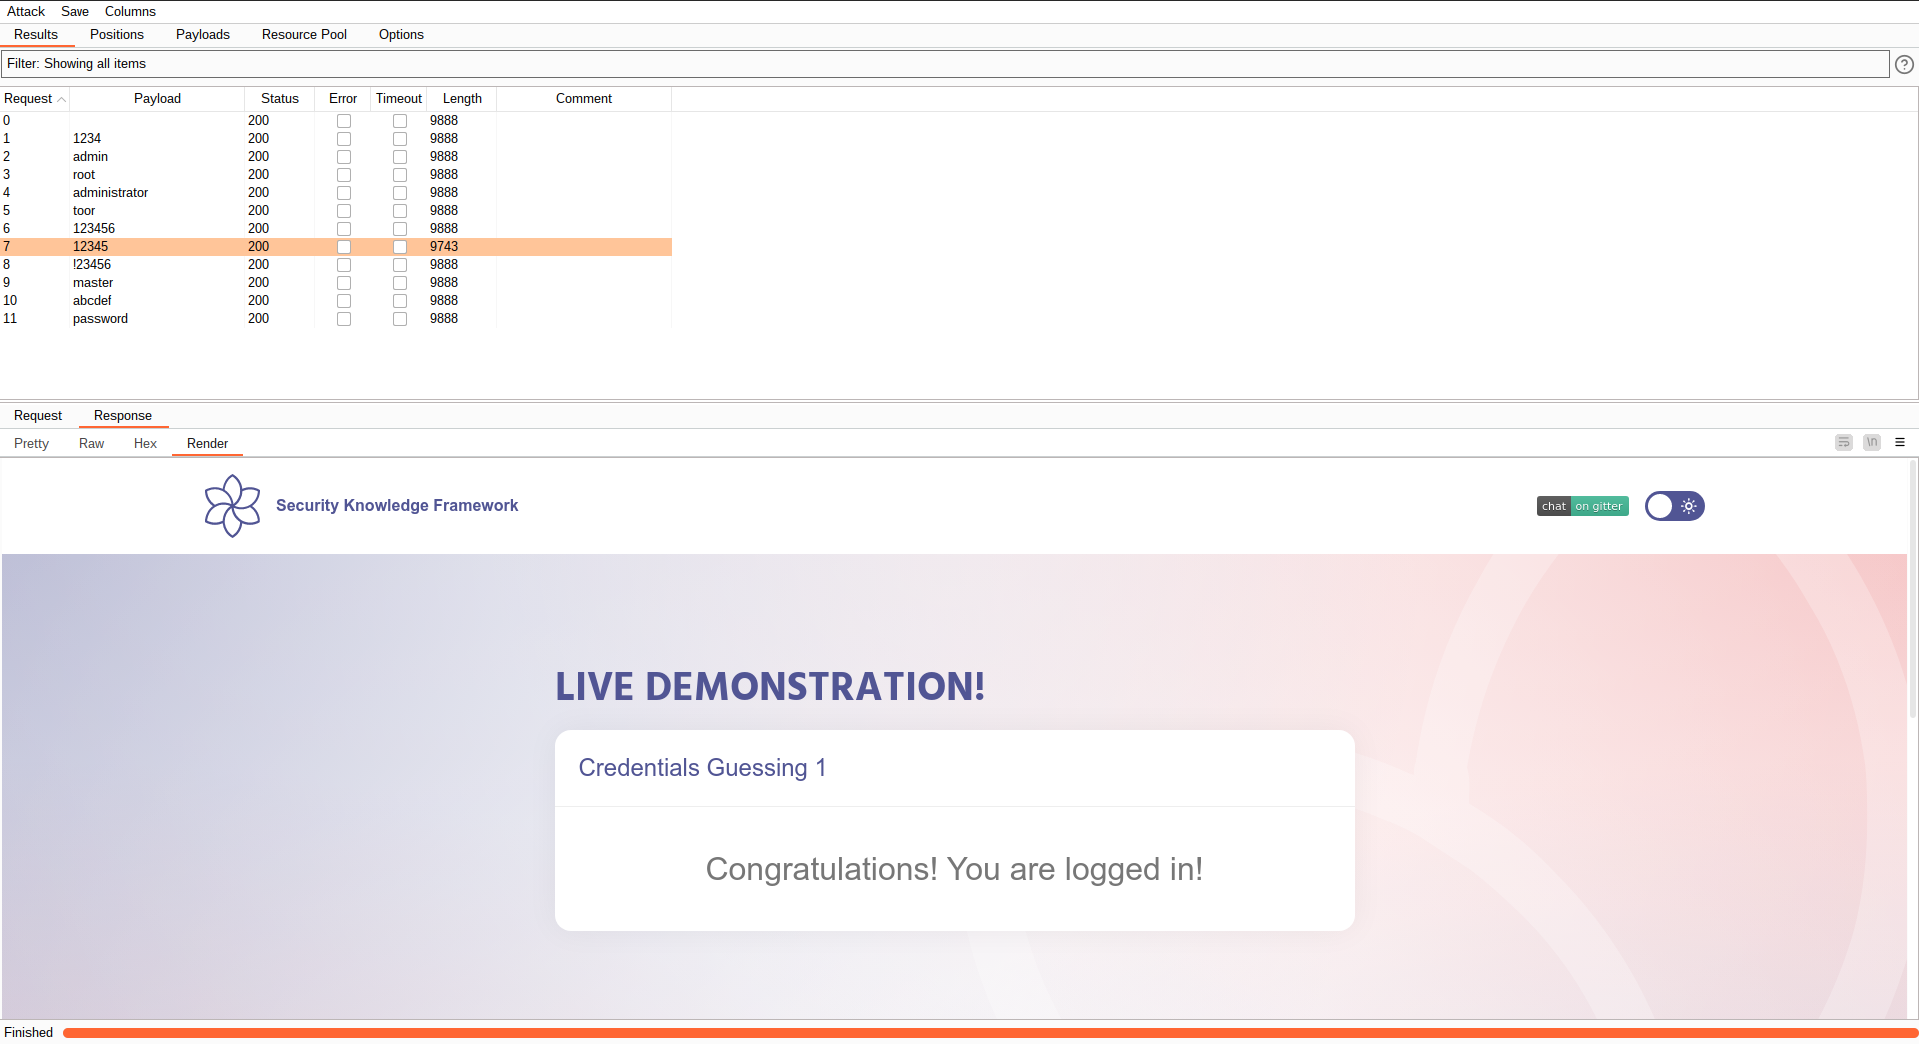 Attack Save Columns
Results Positions Payloads Resource Pool Options
Filter: Showing all items
?
Request Payload Status Error Timeout Length Comment
0 200 9888
1 1234 200 9888
2 admin 200 9888
3 root 200 9888
4 administrator 200 9888
5 toor 200 9888
6 123456 200 9888
7 12345 200 9743
8 !23456 200 9888
9 master 200 9888
10 abcdef 200 9888
11 password 200 9888
Request Response
Pretty Raw Hex Render \n
Security Knowledge Framework chat on gitter
LIVE DEMONSTRATION!
Credentials Guessing 1
Congratulations! You are logged in!
Finished